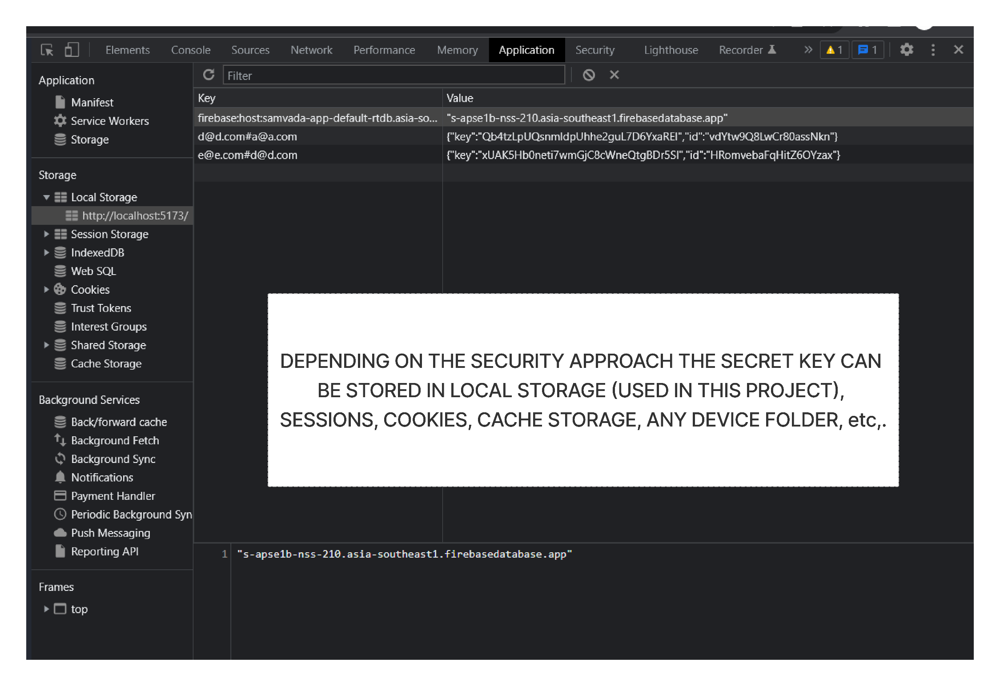 Elements Console Sources Network Performance Memory Application Security Lighthouse Recorder 1 1
Application
Manifest
Service Workers
Storage
Storage
Local Storage
http://localhost:5173/
Session Storage
IndexedDB
Web SQL
Cookies
Trust Tokens
Interest Groups
Shared Storage
Cache Storage
Background Services
Back/forward cache
Background Fetch
Background Sync
Notifications
Payment Handler
Periodic Background Syn
Push Messaging
Reporting API
Frames
top
Filter
Key Value
firebase:host:samvada-app-default-rtdb.asia-so... "s-apse1b-nss-210.asia-southeast1.firebasedatabase.app"
d@d.com#a@a.com {"key":"Qb4tzLpUQsnmIdpUhhe2guL7D6YxaREI","id":"vdYtw9Q8LwCr80assNkn"}
e@e.com#d@d.com {"key":"xUAK5Hb0neti7wmGjC8cWneQtgBDr5SI","id":"HRomvebaFqHitZ6OYzax"}
DEPENDING ON THE SECURITY APPROACH THE SECRET KEY CAN
BE STORED IN LOCAL STORAGE (USED IN THIS PROJECT),
SESSIONS, COOKIES, CACHE STORAGE, ANY DEVICE FOLDER, etc,.
1 "s-apse1b-nss-210.asia-southeast1.firebasedatabase.app"